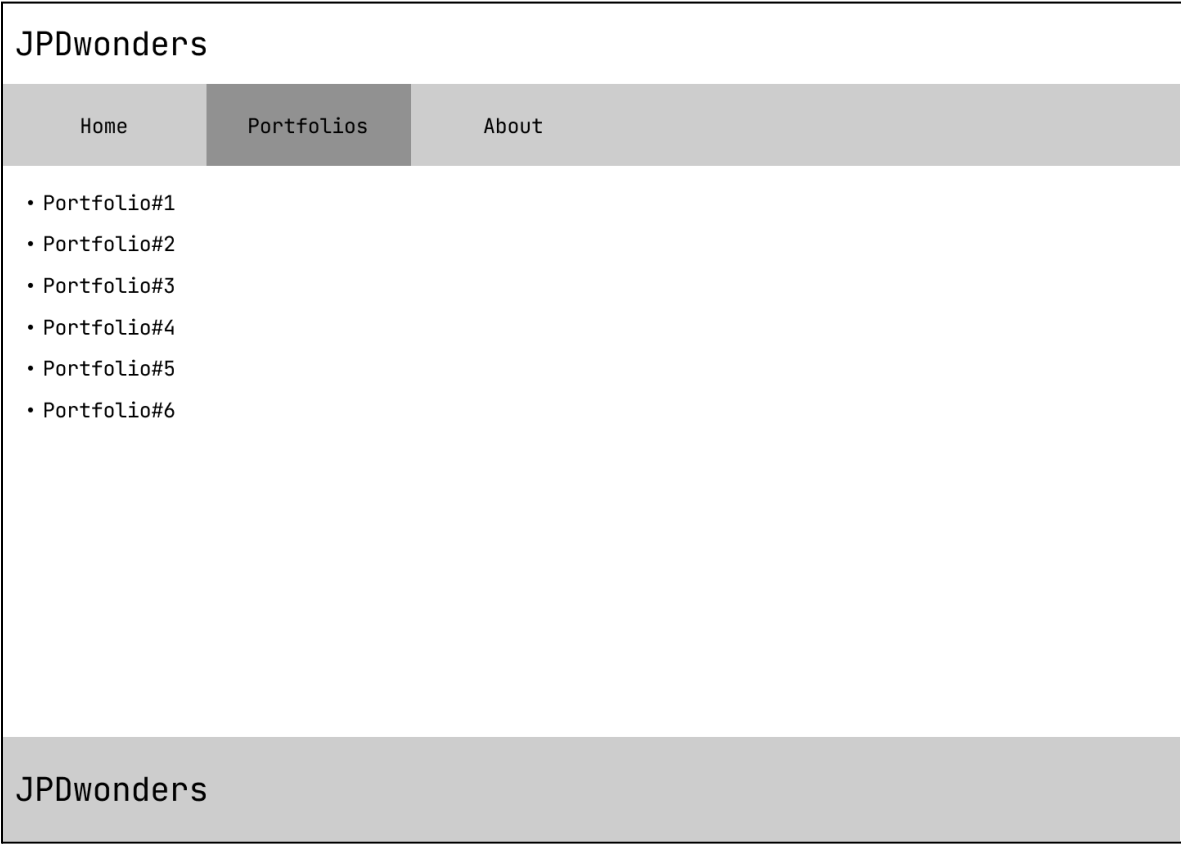 JPDwonders
Home Portfolios About
• Portfolio#1
• Portfolio#2
• Portfolio#3
• Portfolio#4
• Portfolio#5
• Portfolio#6
JPDwonders